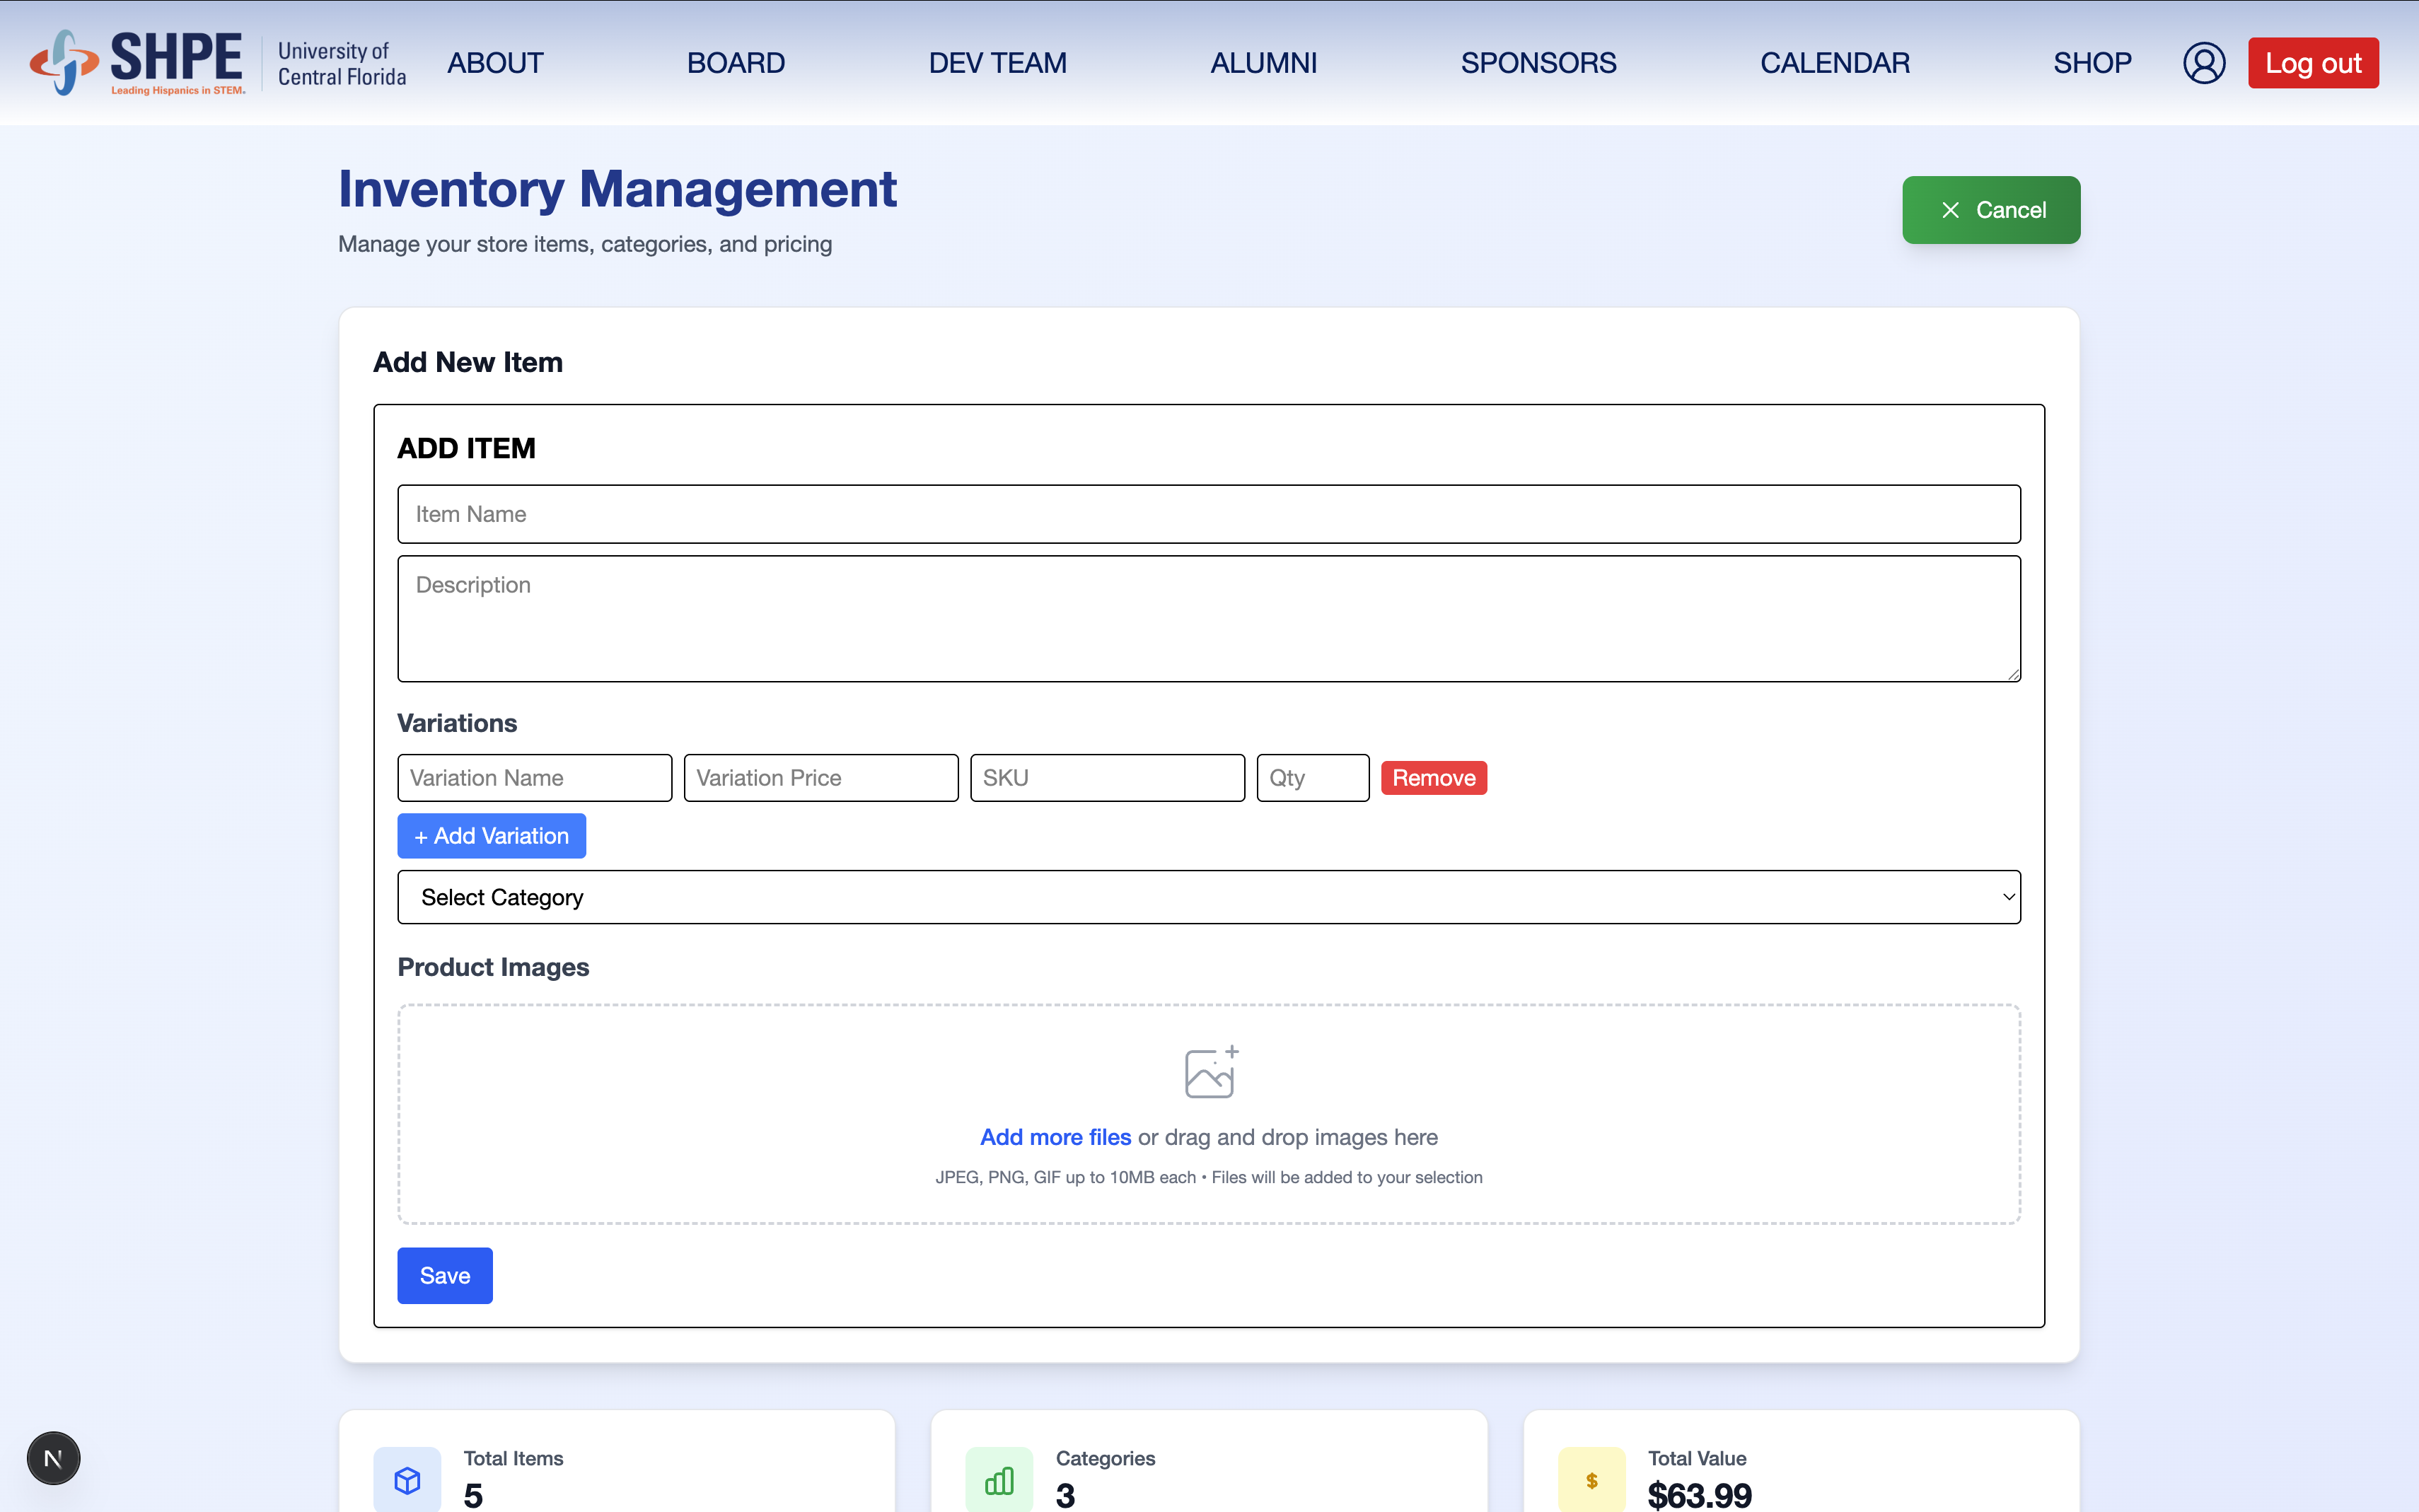 SHPE
Leading Hispanics in STEM.
University of
Central Florida
ABOUT
BOARD
DEV TEAM
ALUMNI
SPONSORS
CALENDAR
SHOP
Log out
Inventory Management
Manage your store items, categories, and pricing
Cancel
Add New Item
ADD ITEM
Item Name
Description
Variations
Variation Name
Variation Price
SKU
Qty
Remove
+ Add Variation
Select Category
Product Images
Add more files or drag and drop images here
JPEG, PNG, GIF up to 10MB each • Files will be added to your selection
Save
N
Total Items
5
Categories
3
$
Total Value
$63.99